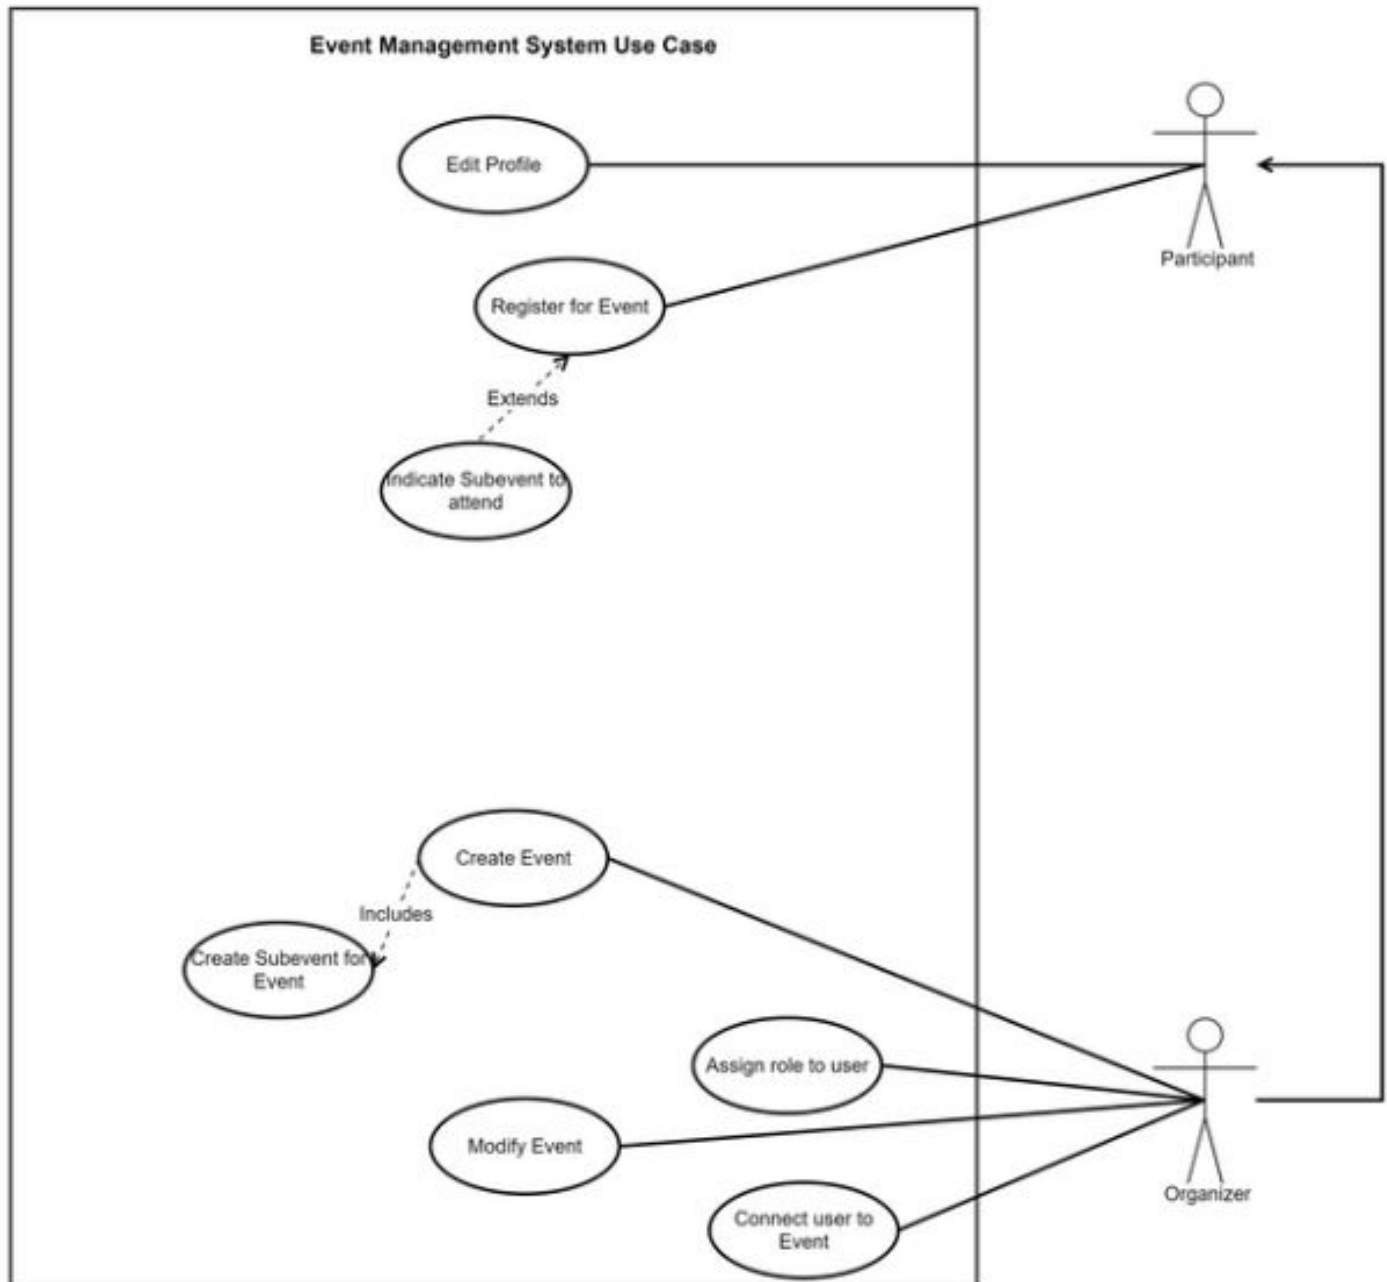 Event Management System Use Case
Edit Profile
Participant
Register for Event
Extends
Indicate Subevent to
attend
Create Event
Includes
Create Subevent for
Event
Assign role to user
Modify Event
Organizer
Connect user to
Event